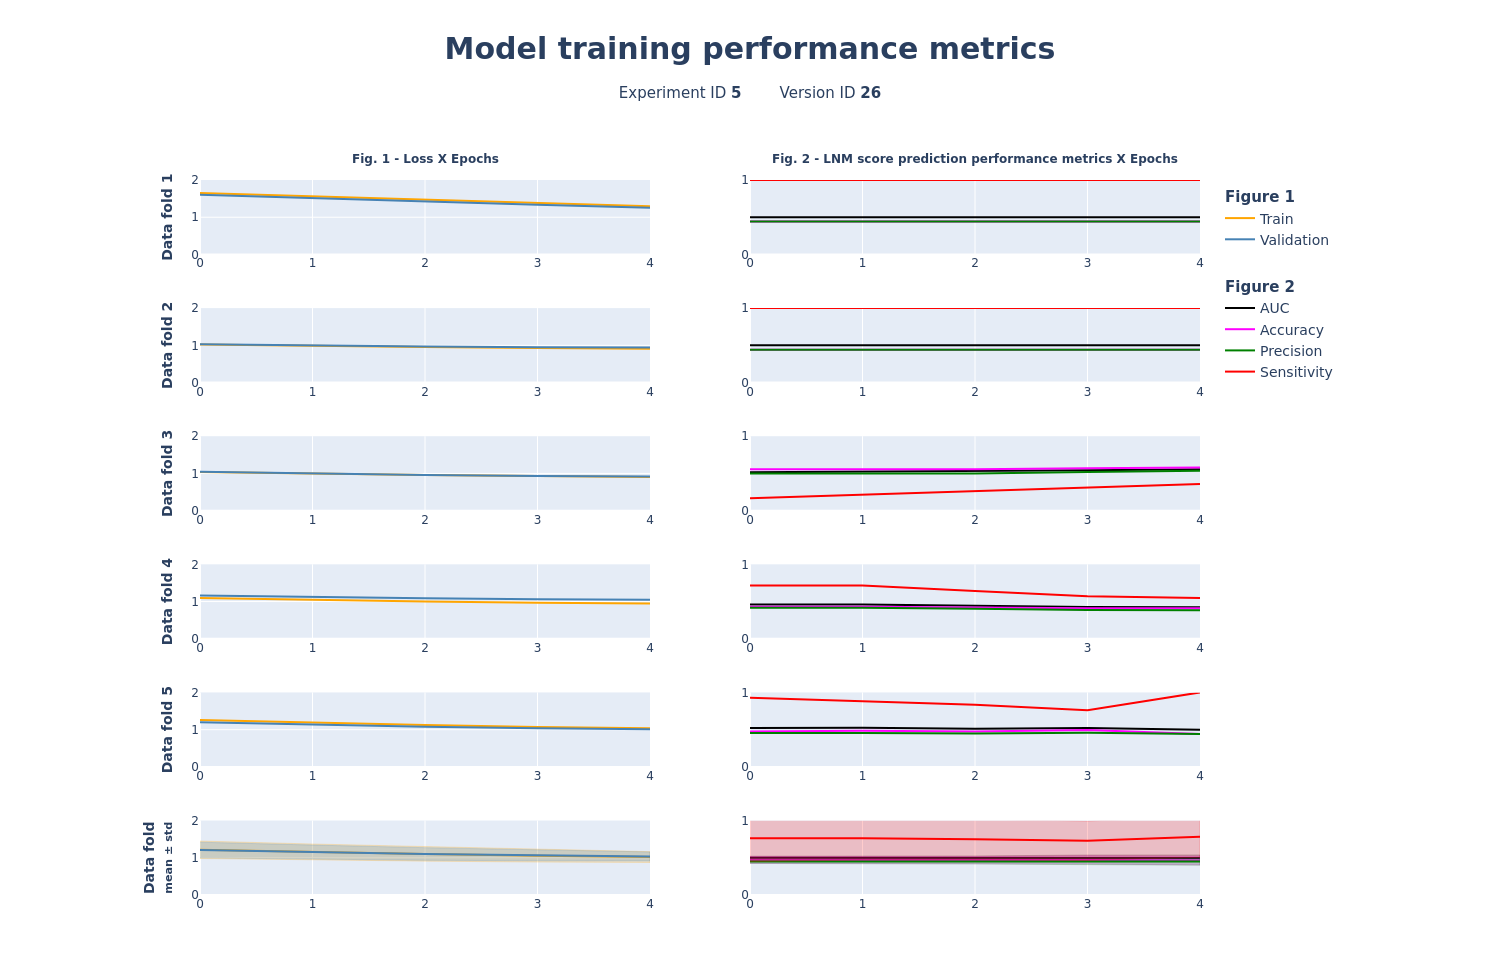 Model training performance metrics
Experiment ID 5 Version ID 26
Fig. 1 - Loss X Epochs
Fig. 2 - LNM score prediction performance metrics X Epochs
Data fold 1
2
1
0
0 1 2 3 4
1
0
0 1 2 3 4
Data fold 2
2
1
0
0 1 2 3 4
1
0
0 1 2 3 4
Data fold 3
2
1
0
0 1 2 3 4
1
0
0 1 2 3 4
Data fold 4
2
1
0
0 1 2 3 4
1
0
0 1 2 3 4
Data fold 5
2
1
0
0 1 2 3 4
1
0
0 1 2 3 4
Data fold
mean ± std
2
1
0
0 1 2 3 4
1
0
0 1 2 3 4
Figure 1
Train
Validation
Figure 2
AUC
Accuracy
Precision
Sensitivity